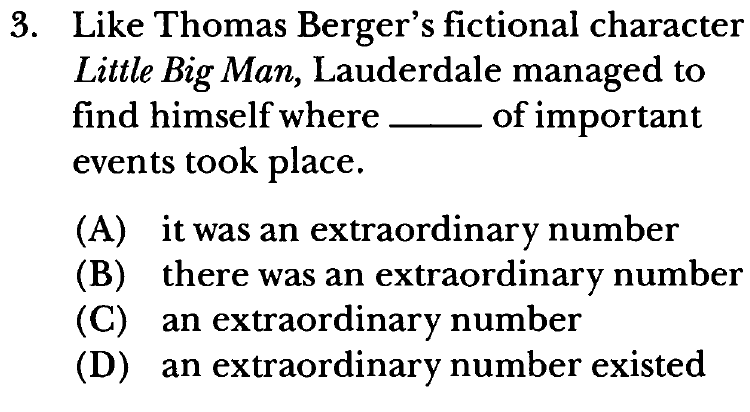 3. Like Thomas Berger’s fictional character
Little Big Man, Lauderdale managed to
find himself where _____ of important
events took place.
(A) it was an extraordinary number
(B) there was an extraordinary number
(C) an extraordinary number
(D) an extraordinary number existed